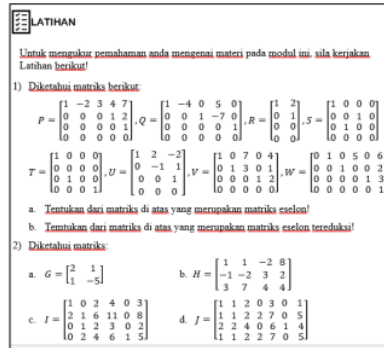 LATIHAN
Untuk mengukur pemahaman anda mengenai materi pada modul ini, sila kerjakan
Latihan berikut!
1) Diketahui matriks berikut:
P = [1 -2 3 4 7; 0 0 0 1 2; 0 0 0 0 1; 0 0 0 0 0], Q = [1 -4 0 5 0; 0 0 1 -7 0; 0 0 0 0 1; 0 0 0 0 0], R = [1 2; 0 1; 0 0; 0 0], S = [1 0 0 0; 0 0 1 0; 0 1 0 0; 0 0 0 0]
T = [1 0 0 0; 0 0 0 0; 0 1 0 0; 0 0 0 1], U = [1 2 -2; 0 -1 1; 0 0 1; 0 0 0], V = [1 0 7 0 4; 0 1 3 0 1; 0 0 0 1 2; 0 0 0 0 0], W = [0 1 0 5 0 6; 0 0 1 0 0 2; 0 0 0 0 1 3; 0 0 0 0 0 0]
a. Tentukan dari matriks di atas yang merupakan matriks eselon!
b. Temtukan dari matriks di atas yang merupakan matriks eselon tereduksi!
2) Diketahui matriks:
a. G = [2 1; 1 -5] b. H = [1 1 -2 8; -1 -2 3 2; 3 7 4 4]
c. I = [1 0 2 4 0 3; 2 1 6 11 0 8; 0 1 2 3 0 2; 0 2 4 6 1 5] d. J = [1 1 2 0 3 0 1; 1 1 2 2 7 0 5; 2 2 4 0 6 1 4; 1 1 2 2 7 0 5]